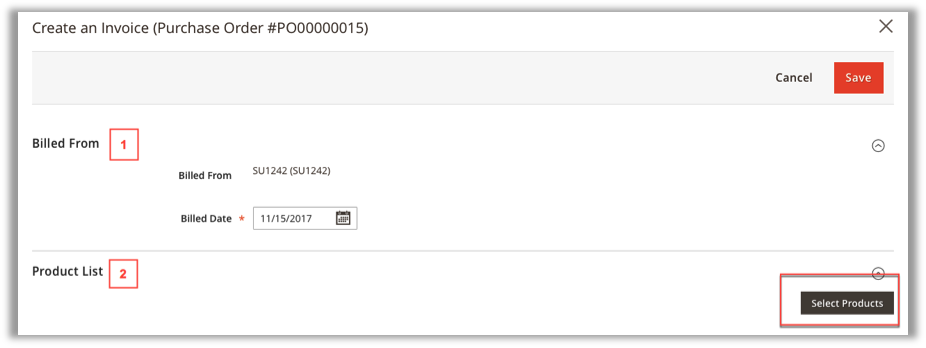 Create an Invoice (Purchase Order #PO00000015)
Cancel Save
Billed From 1
Billed From SU1242 (SU1242)
Billed Date * 11/15/2017
Product List 2
Select Products